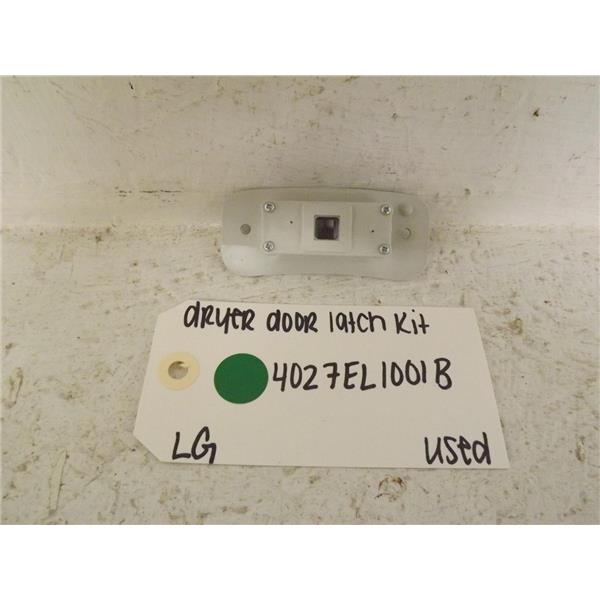 dryer door latch kit
4027EL1001B
LG
used